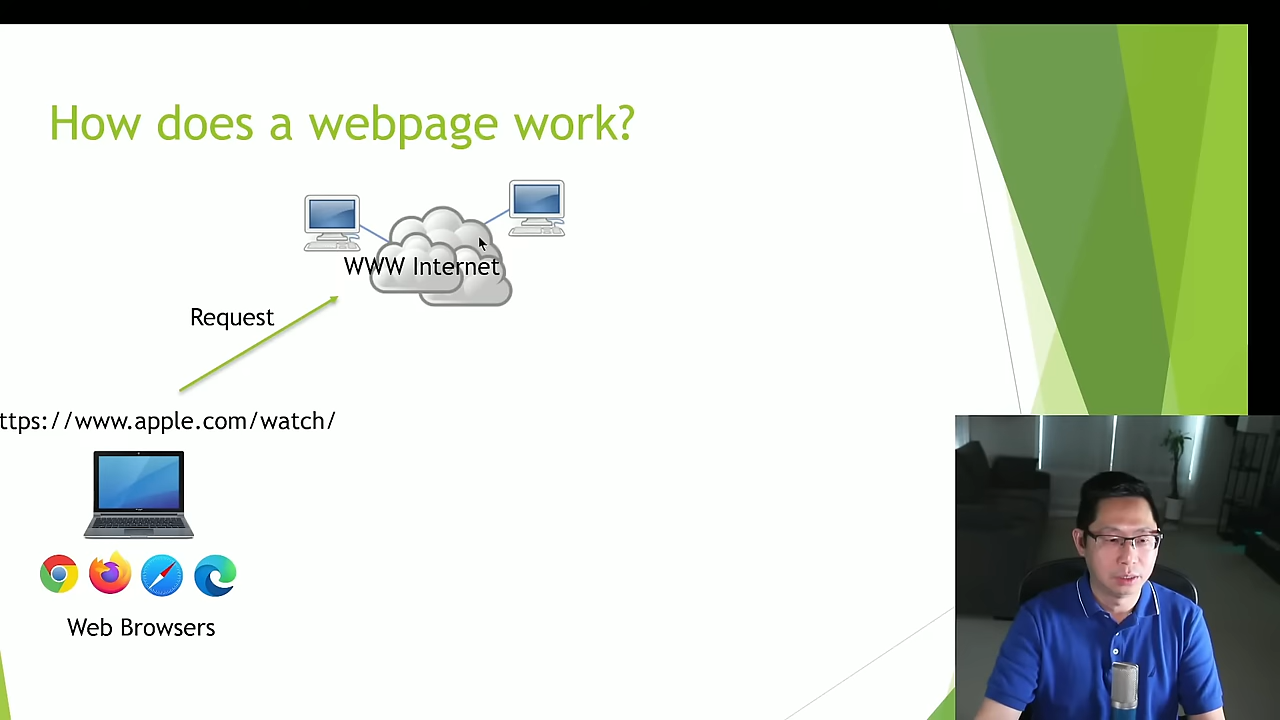 How does a webpage work?
WWW Internet
Request
ttps://www.apple.com/watch/
Web Browsers